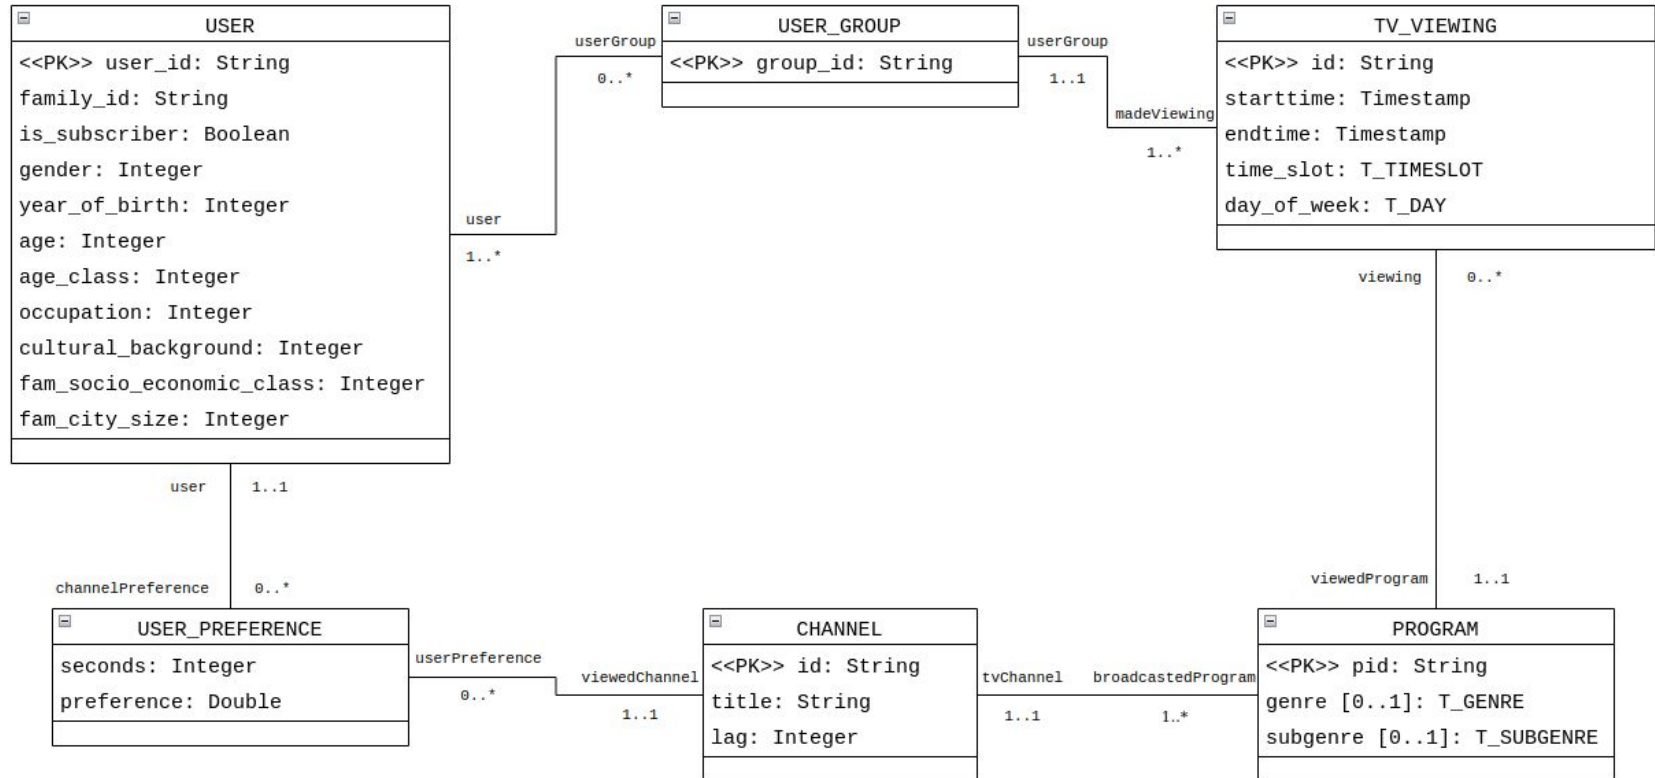 USER
<<PK>> user_id: String
family_id: String
is_subscriber: Boolean
gender: Integer
year_of_birth: Integer
age: Integer
age_class: Integer
occupation: Integer
cultural_background: Integer
fam_socio_economic_class: Integer
fam_city_size: Integer
userGroup
0..*
user
1..*
USER_GROUP
<<PK>> group_id: String
userGroup
1..1
madeViewing
1..*
TV_VIEWING
<<PK>> id: String
starttime: Timestamp
endtime: Timestamp
time_slot: T_TIMESLOT
day_of_week: T_DAY
viewing
0..*
user
1..1
channelPreference
0..*
viewedProgram
1..1
USER_PREFERENCE
seconds: Integer
preference: Double
userPreference
0..*
viewedChannel
1..1
CHANNEL
<<PK>> id: String
title: String
lag: Integer
tvChannel
1..1
broadcastedProgram
1..*
PROGRAM
<<PK>> pid: String
genre [0..1]: T_GENRE
subgenre [0..1]: T_SUBGENRE